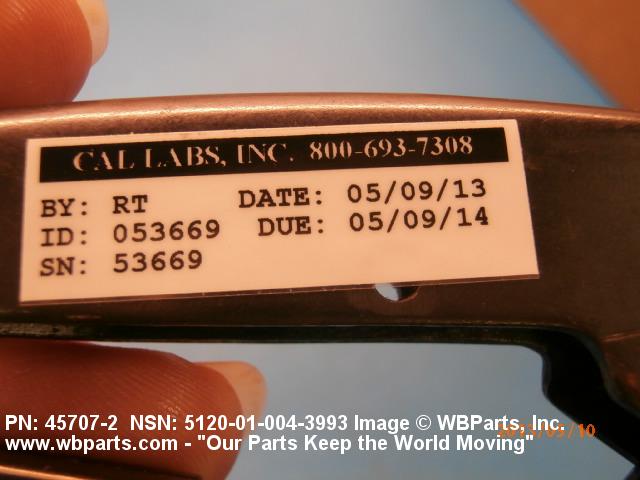 CAL LABS, INC. 800-693-7308
BY: RT DATE: 05/09/13
ID: 053669 DUE: 05/09/14
SN: 53669
PN: 45707-2 NSN: 5120-01-004-3993 Image © WBParts, Inc.
www.wbparts.com - "Our Parts Keep the World Moving"